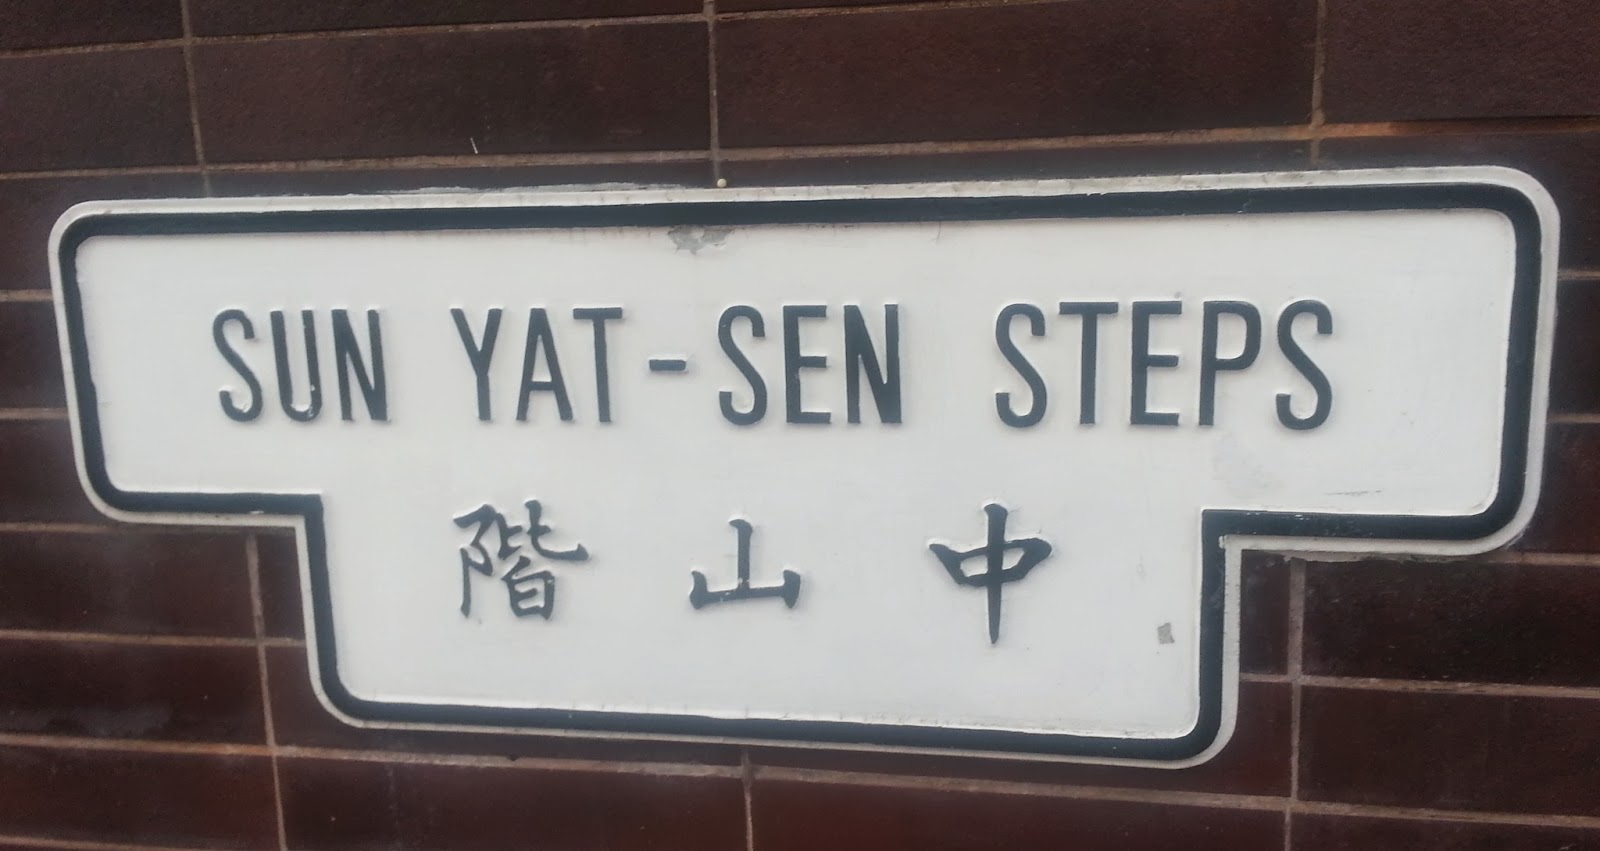 SUN YAT-SEN STEPS
中山階